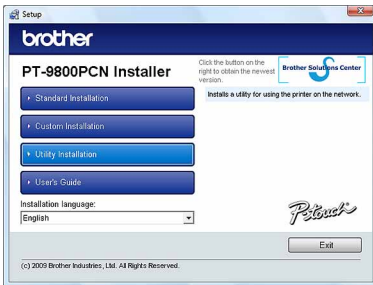 Setup
brother
PT-9800PCN Installer
Click the button on the
right to obtain the newest
version.
Brother Solutions Center
Installs a utility for using the printer on the network.
Standard Installation
Custom Installation
Utility Installation
User's Guide
Installation language:
English
P-touch
Exit
(c) 2009 Brother Industries, Ltd. All Rights Reserved.